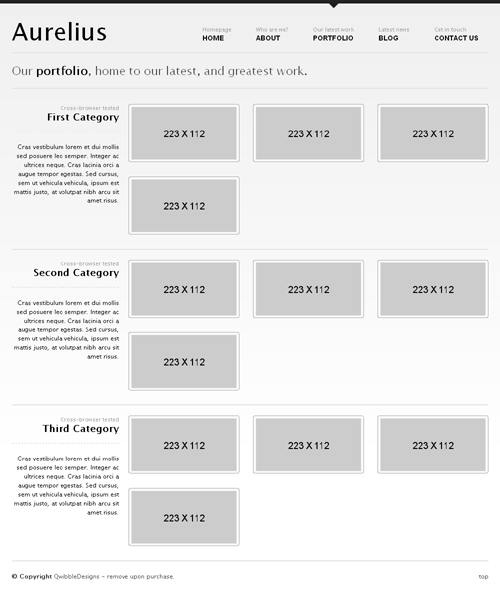 Aurelius
Homepage
HOME
Who are we?
ABOUT
Our latest work
PORTFOLIO
Latest news
BLOG
Get in touch
CONTACT US
Our portfolio, home to our latest, and greatest work.
Cross-browser tested
First Category
Cras vestibulum lorem et dui mollis
sed posuere leo semper. Integer ac
ultrices neque. Cras lacinia orci a
augue tempor egestas. Sed cursus,
sem ut vehicula vehicula, ipsum est
mattis justo, at volutpat nibh arcu sit
amet risus.
223 X 112
223 X 112
223 X 112
223 X 112
Cross-browser tested
Second Category
Cras vestibulum lorem et dui mollis
sed posuere leo semper. Integer ac
ultrices neque. Cras lacinia orci a
augue tempor egestas. Sed cursus,
sem ut vehicula vehicula, ipsum est
mattis justo, at volutpat nibh arcu sit
amet risus.
223 X 112
223 X 112
223 X 112
223 X 112
Cross-browser tested
Third Category
Cras vestibulum lorem et dui mollis
sed posuere leo semper. Integer ac
ultrices neque. Cras lacinia orci a
augue tempor egestas. Sed cursus,
sem ut vehicula vehicula, ipsum est
mattis justo, at volutpat nibh arcu sit
amet risus.
223 X 112
223 X 112
223 X 112
223 X 112
© Copyright QwibbleDesigns ~ remove upon purchase.
top